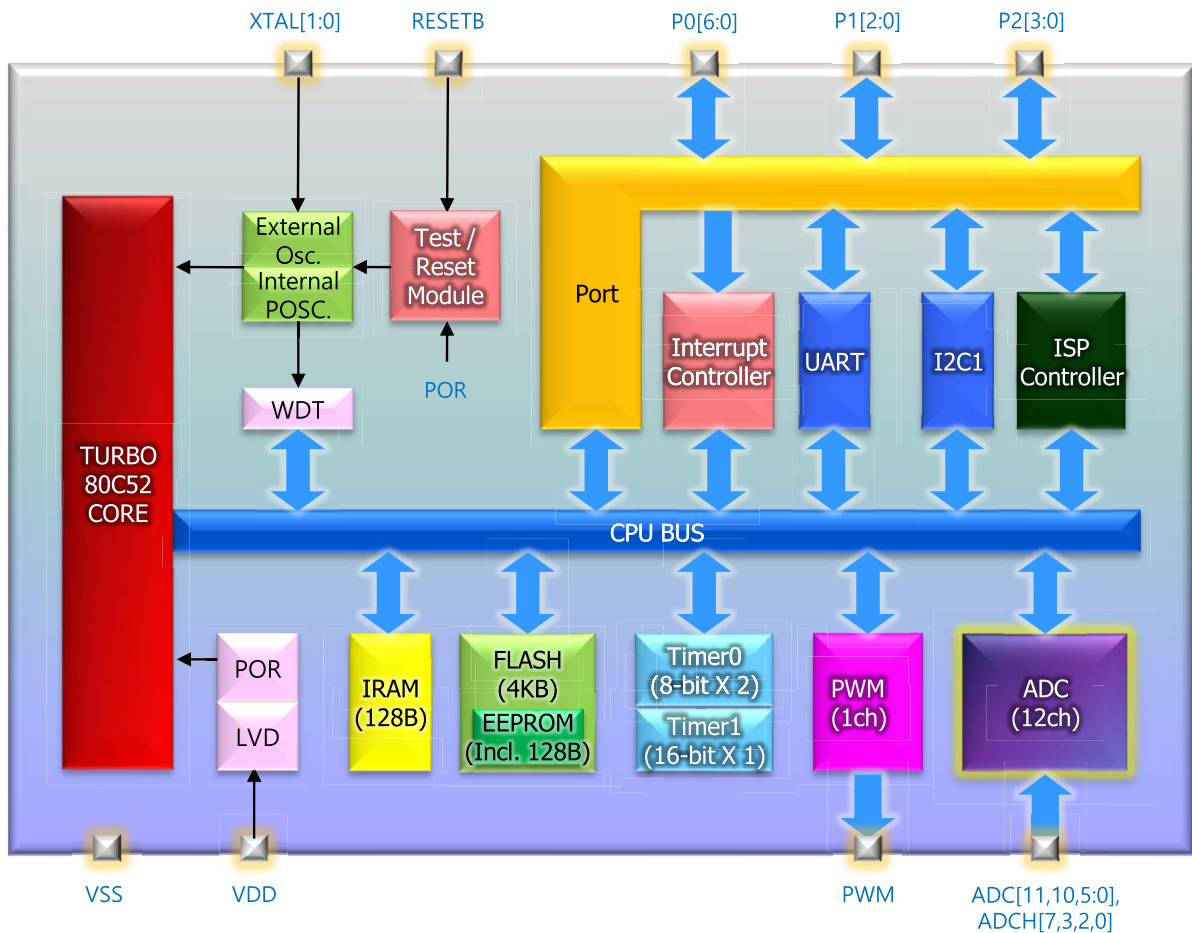 XTAL[1:0]
RESETB
P0[6:0]
P1[2:0]
P2[3:0]
External
Osc.
Internal
POSC.
Test /
Reset
Module
Port
Interrupt
Controller
UART
I2C1
ISP
Controller
POR
WDT
TURBO
80C52
CORE
CPU BUS
POR
LVD
IRAM
(128B)
FLASH
(4KB)
EEPROM
(Incl. 128B)
Timer0
(8-bit X 2)
Timer1
(16-bit X 1)
PWM
(1ch)
ADC
(12ch)
VSS
VDD
PWM
ADC[11,10,5:0],
ADCH[7,3,2,0]